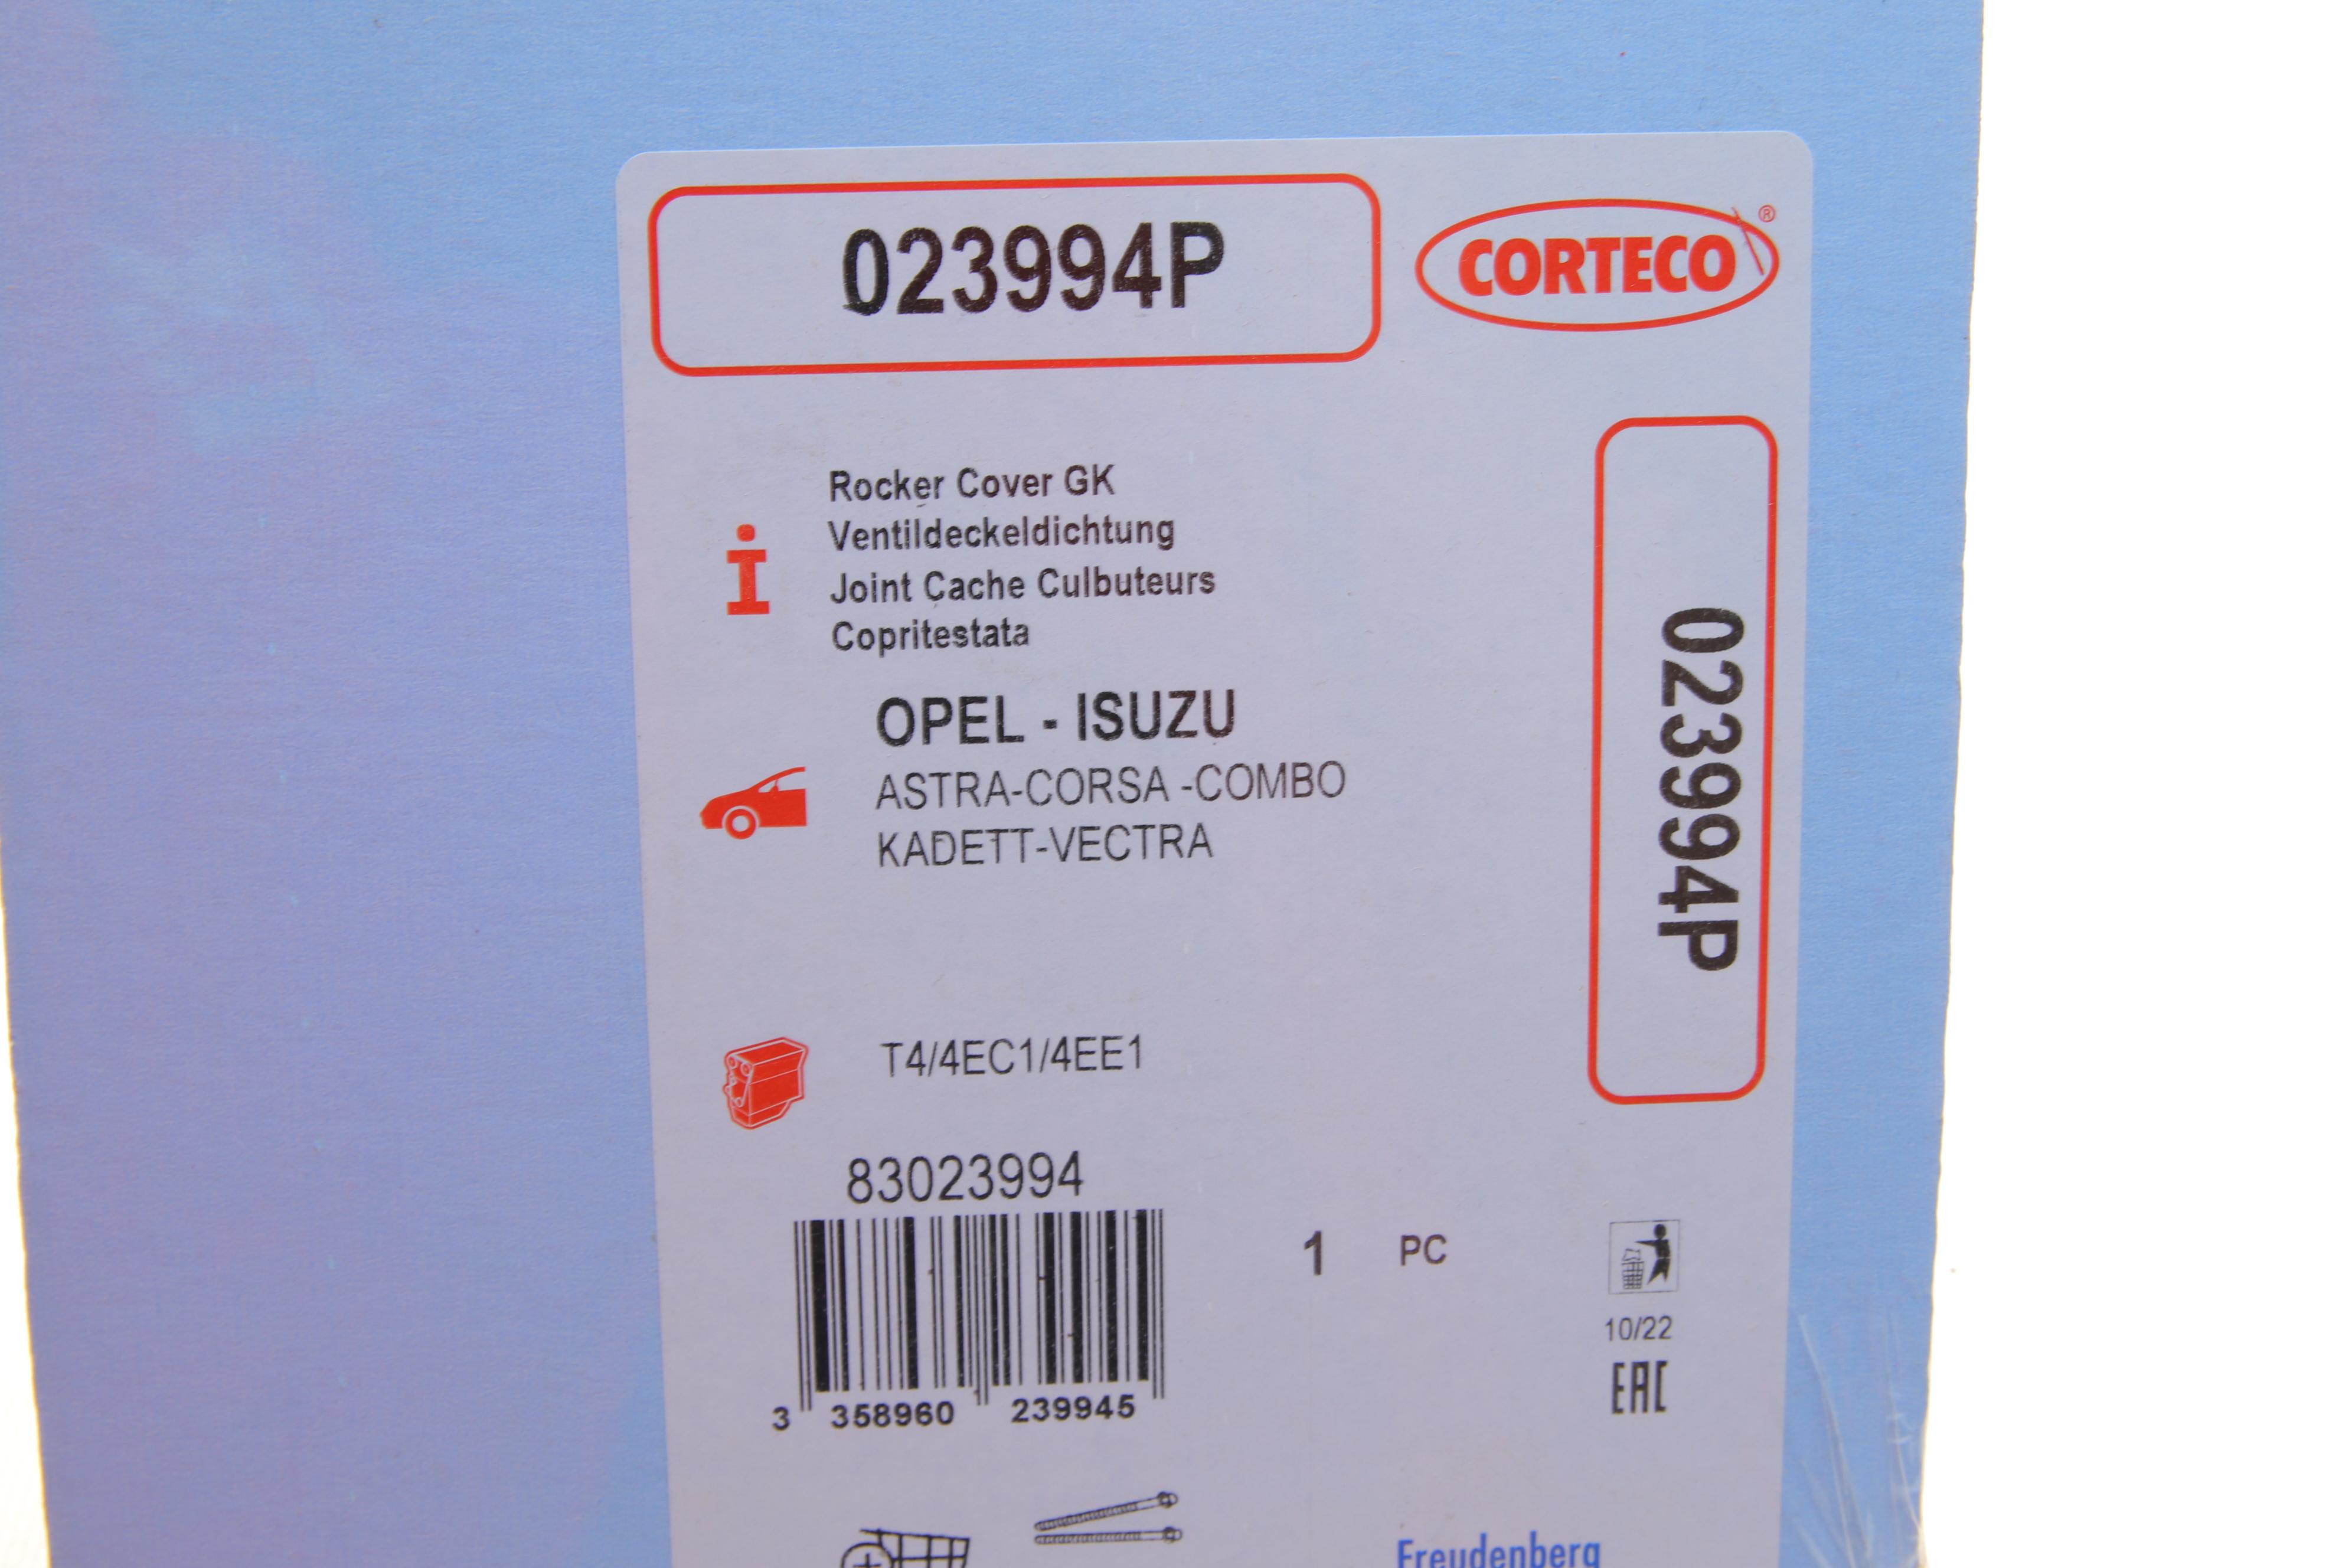 023994P
CORTECO®
Rocker Cover GK
Ventildeckeldichtung
Joint Cache Culbuteurs
Copritestata
OPEL - ISUZU
ASTRA-CORSA -COMBO
KADETT-VECTRA
023994P
T4/4EC1/4EE1
83023994
1 PC
3 358960 239945
10/22
EAC
Freudenberg